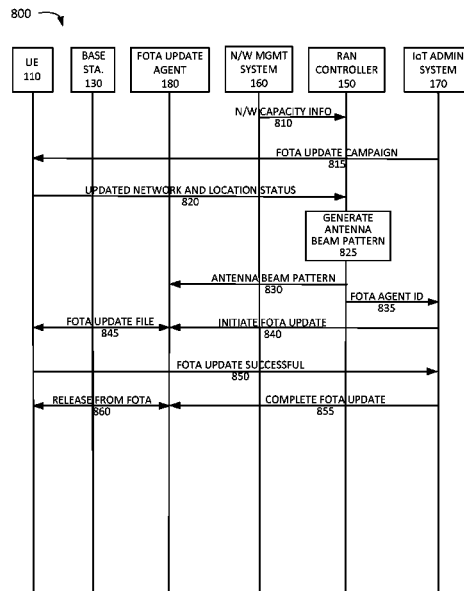 800
UE
110
BASE
STA.
130
FOTA UPDATE
AGENT
180
N/W MGMT
SYSTEM
160
RAN
CONTROLLER
150
IoT ADMIN
SYSTEM
170
N/W CAPACITY INFO
810
FOTA UPDATE CAMPAIGN
815
UPDATED NETWORK AND LOCATION STATUS
820
GENERATE
ANTENNA
BEAM PATTERN
825
ANTENNA BEAM PATTERN
830
FOTA AGENT ID
835
FOTA UPDATE FILE
845
INITIATE FOTA UPDATE
840
FOTA UPDATE SUCCESSFUL
850
RELEASE FROM FOTA
860
COMPLETE FOTA UPDATE
855